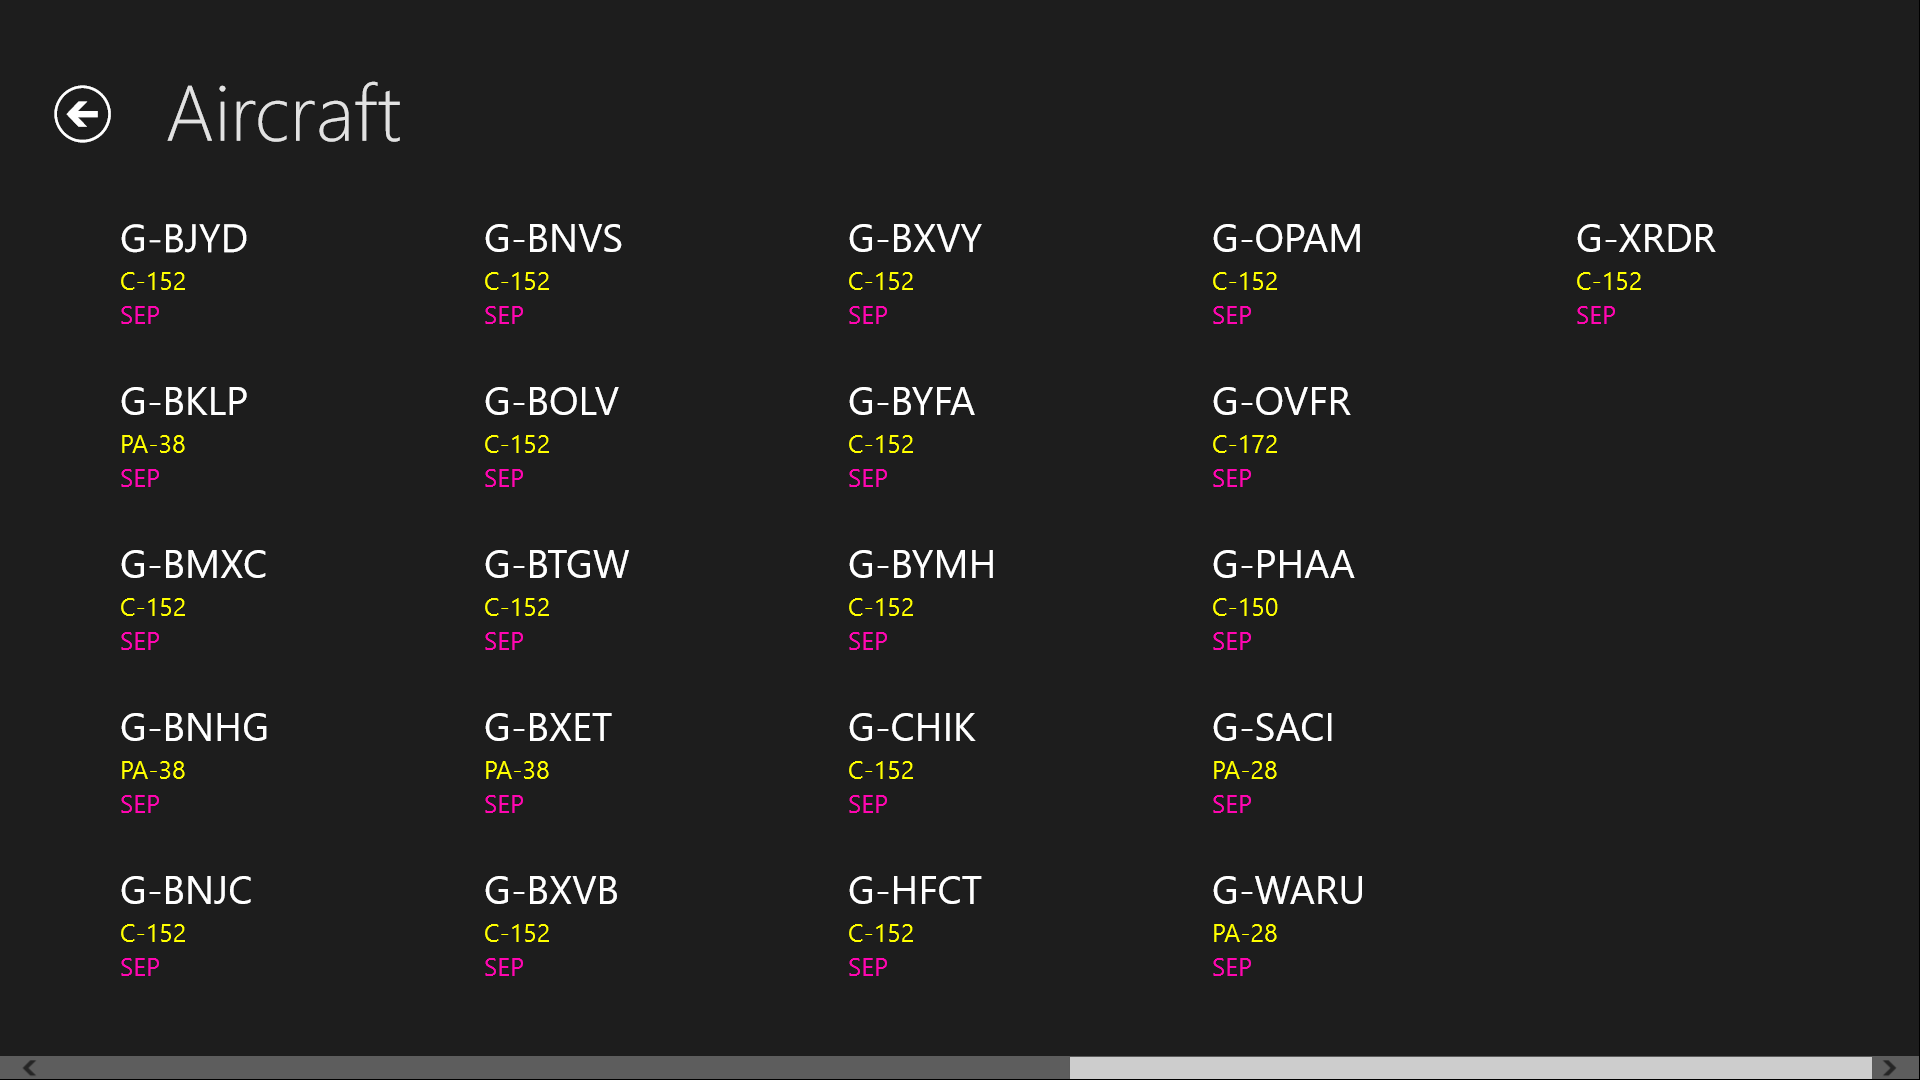 Aircraft
G-BJYD
C-152
SEP
G-BKLP
PA-38
SEP
G-BMXC
C-152
SEP
G-BNHG
PA-38
SEP
G-BNJC
C-152
SEP
G-BNVS
C-152
SEP
G-BOLV
C-152
SEP
G-BTGW
C-152
SEP
G-BXET
PA-38
SEP
G-BXVB
C-152
SEP
G-BXVY
C-152
SEP
G-BYFA
C-152
SEP
G-BYMH
C-152
SEP
G-CHIK
C-152
SEP
G-HFCT
C-152
SEP
G-OPAM
C-152
SEP
G-OVFR
C-172
SEP
G-PHAA
C-150
SEP
G-SACI
PA-28
SEP
G-WARU
PA-28
SEP
G-XRDR
C-152
SEP